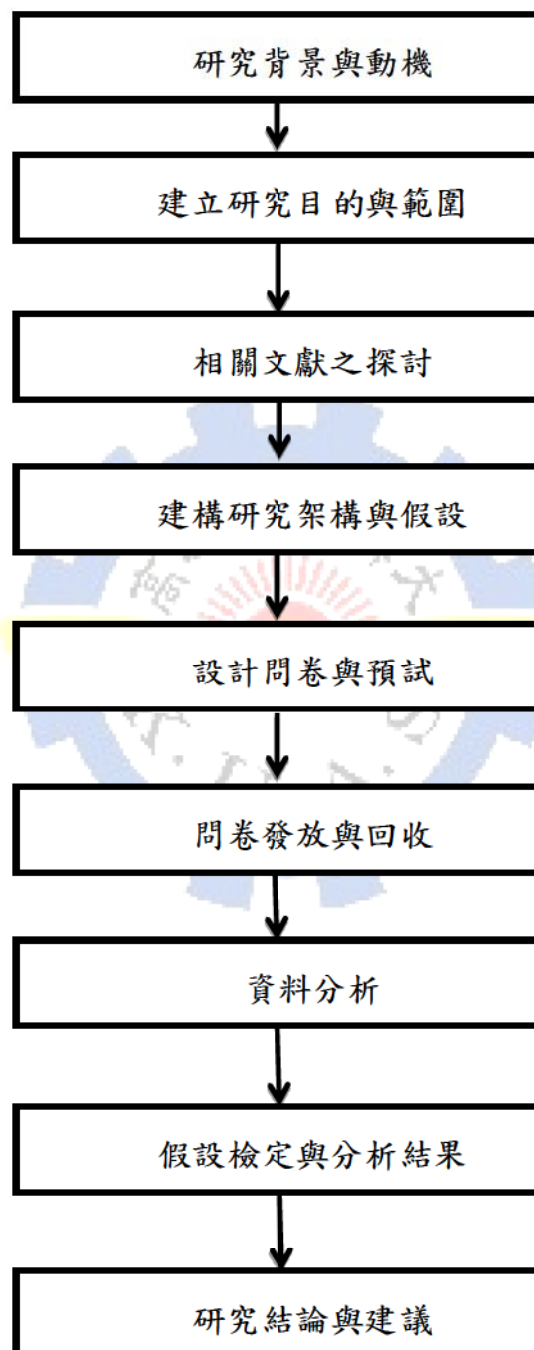 研究背景與動機
建立研究目的與範圍
相關文獻之探討
建構研究架構與假設
高
大
設計問卷與預試
問卷發放與回收
資料分析
假設檢定與分析結果
研究結論與建議